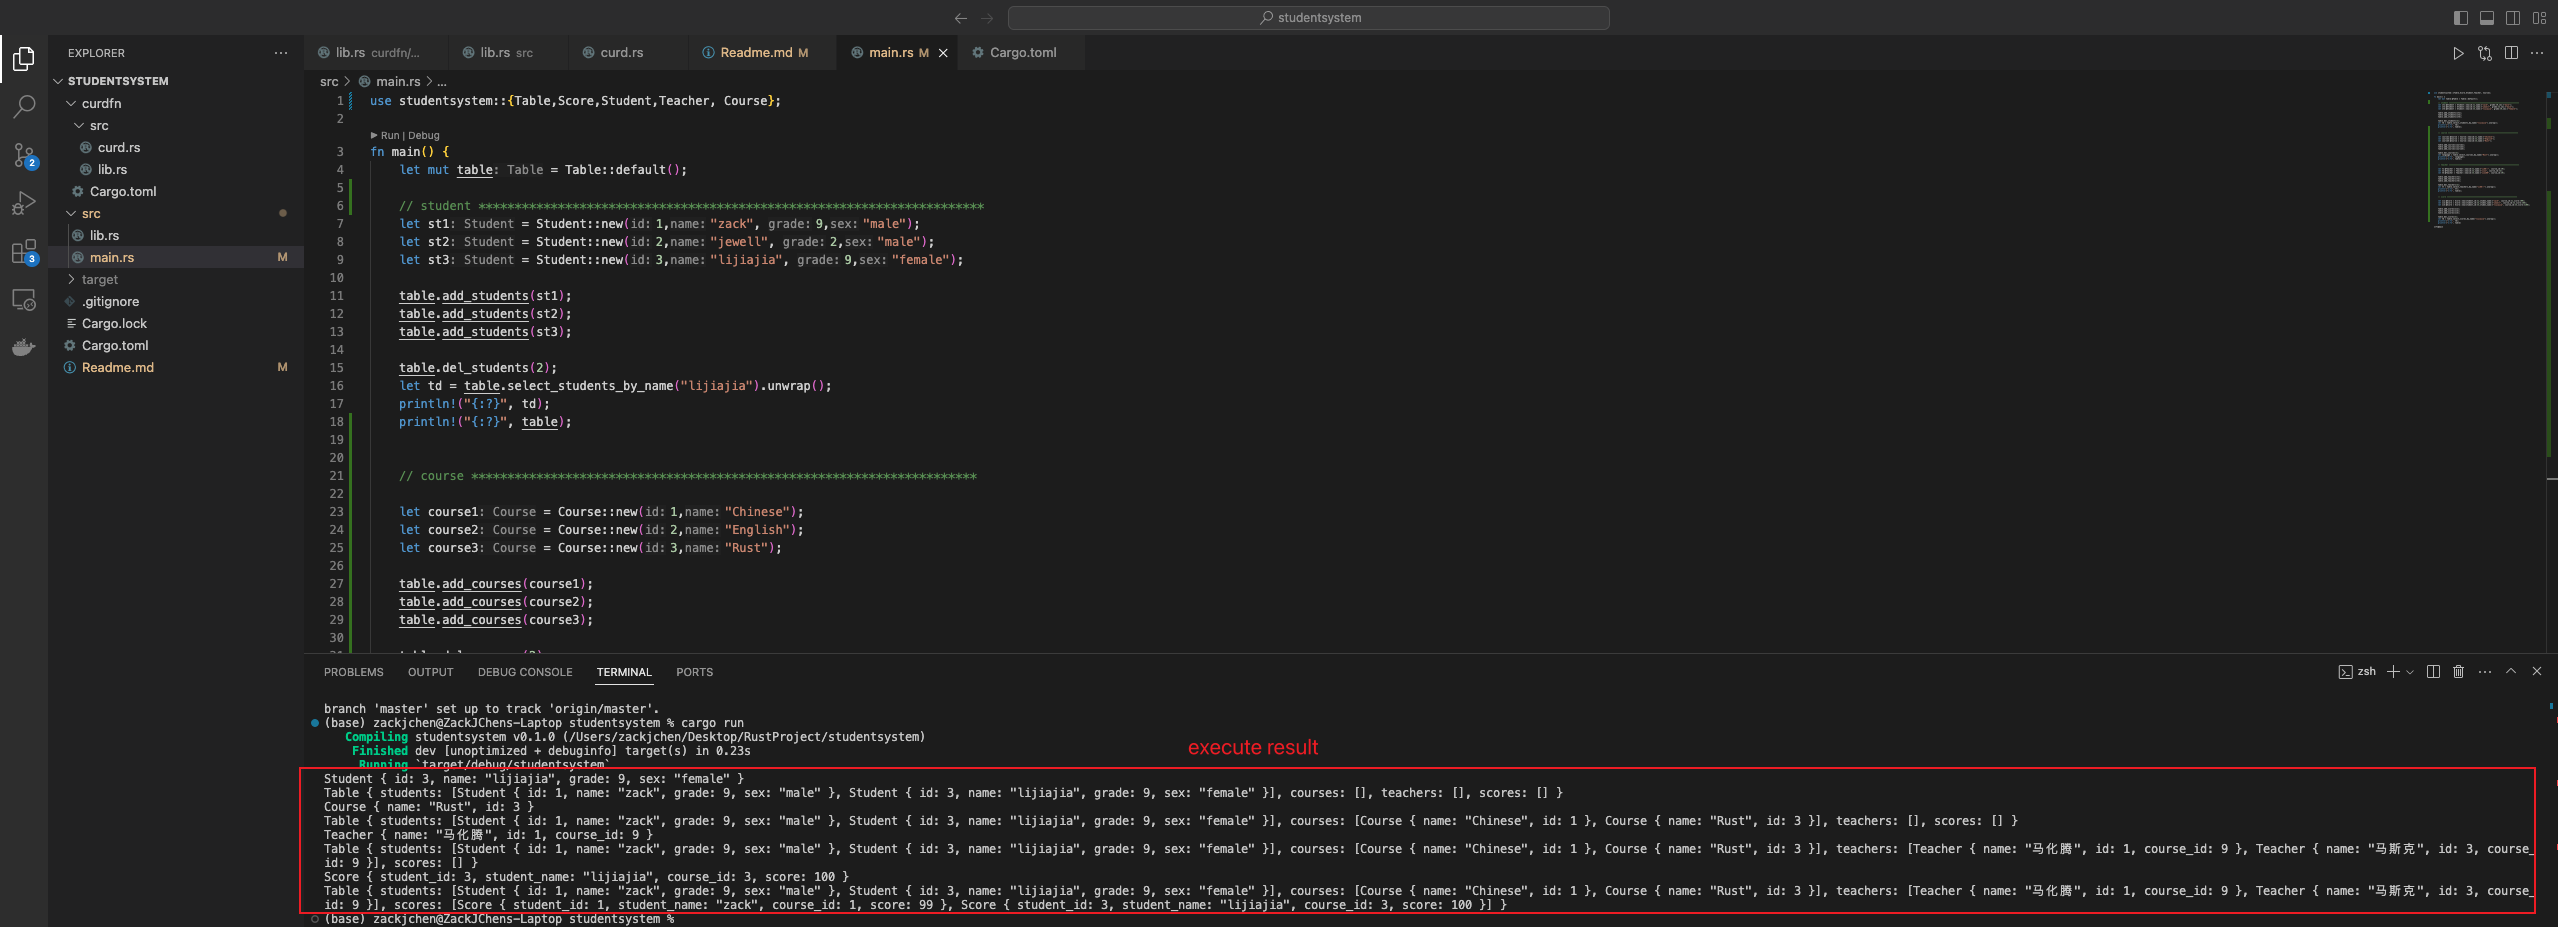 studentsystem
EXPLORER
STUDENTSYSTEM
curdfn
src
curd.rs
lib.rs
Cargo.toml
src
lib.rs
main.rs M
target
.gitignore
Cargo.lock
Cargo.toml
Readme.md M
2
3
lib.rs curdfn/... lib.rs src curd.rs Readme.md M main.rs M Cargo.toml
src > main.rs > ...
1 use studentsystem::{Table,Score,Student,Teacher, Course};
2
Run | Debug
3 fn main() {
4 let mut table: Table = Table::default();
5
6 // student **********************************************************************
7 let st1: Student = Student::new(id: 1,name: "zack", grade: 9,sex: "male");
8 let st2: Student = Student::new(id: 2,name: "jewell", grade: 2,sex: "male");
9 let st3: Student = Student::new(id: 3,name: "lijiajia", grade: 9,sex: "female");
10
11 table.add_students(st1);
12 table.add_students(st2);
13 table.add_students(st3);
14
15 table.del_students(2);
16 let td = table.select_students_by_name("lijiajia").unwrap();
17 println!("{:?}", td);
18 println!("{:?}", table);
19
20
21 // course **********************************************************************
22
23 let course1: Course = Course::new(id: 1,name: "Chinese");
24 let course2: Course = Course::new(id: 2,name: "English");
25 let course3: Course = Course::new(id: 3,name: "Rust");
26
27 table.add_courses(course1);
28 table.add_courses(course2);
29 table.add_courses(course3);
30
PROBLEMS OUTPUT DEBUG CONSOLE TERMINAL PORTS
zsh
branch 'master' set up to track 'origin/master'.
(base) zackjchen@ZackJChens-Laptop studentsystem % cargo run
Compiling studentsystem v0.1.0 (/Users/zackjchen/Desktop/RustProject/studentsystem)
Finished dev [unoptimized + debuginfo] target(s) in 0.23s
Running `target/debug/studentsystem`
execute result
Student { id: 3, name: "lijiajia", grade: 9, sex: "female" }
Table { students: [Student { id: 1, name: "zack", grade: 9, sex: "male" }, Student { id: 3, name: "lijiajia", grade: 9, sex: "female" }], courses: [], teachers: [], scores: [] }
Course { name: "Rust", id: 3 }
Table { students: [Student { id: 1, name: "zack", grade: 9, sex: "male" }, Student { id: 3, name: "lijiajia", grade: 9, sex: "female" }], courses: [Course { name: "Chinese", id: 1 }, Course { name: "Rust", id: 3 }], teachers: [], scores: [] }
Teacher { name: "马化腾", id: 1, course_id: 9 }
Table { students: [Student { id: 1, name: "zack", grade: 9, sex: "male" }, Student { id: 3, name: "lijiajia", grade: 9, sex: "female" }], courses: [Course { name: "Chinese", id: 1 }, Course { name: "Rust", id: 3 }], teachers: [Teacher { name: "马化腾", id: 1, course_id: 9 }, Teacher { name: "马斯克", id: 3, course_
id: 9 }], scores: [] }
Score { student_id: 3, student_name: "lijiajia", course_id: 3, score: 100 }
Table { students: [Student { id: 1, name: "zack", grade: 9, sex: "male" }, Student { id: 3, name: "lijiajia", grade: 9, sex: "female" }], courses: [Course { name: "Chinese", id: 1 }, Course { name: "Rust", id: 3 }], teachers: [Teacher { name: "马化腾", id: 1, course_id: 9 }, Teacher { name: "马斯克", id: 3, course_
id: 9 }], scores: [Score { student_id: 1, student_name: "zack", course_id: 1, score: 99 }, Score { student_id: 3, student_name: "lijiajia", course_id: 3, score: 100 }] }
(base) zackjchen@ZackJChens-Laptop studentsystem %